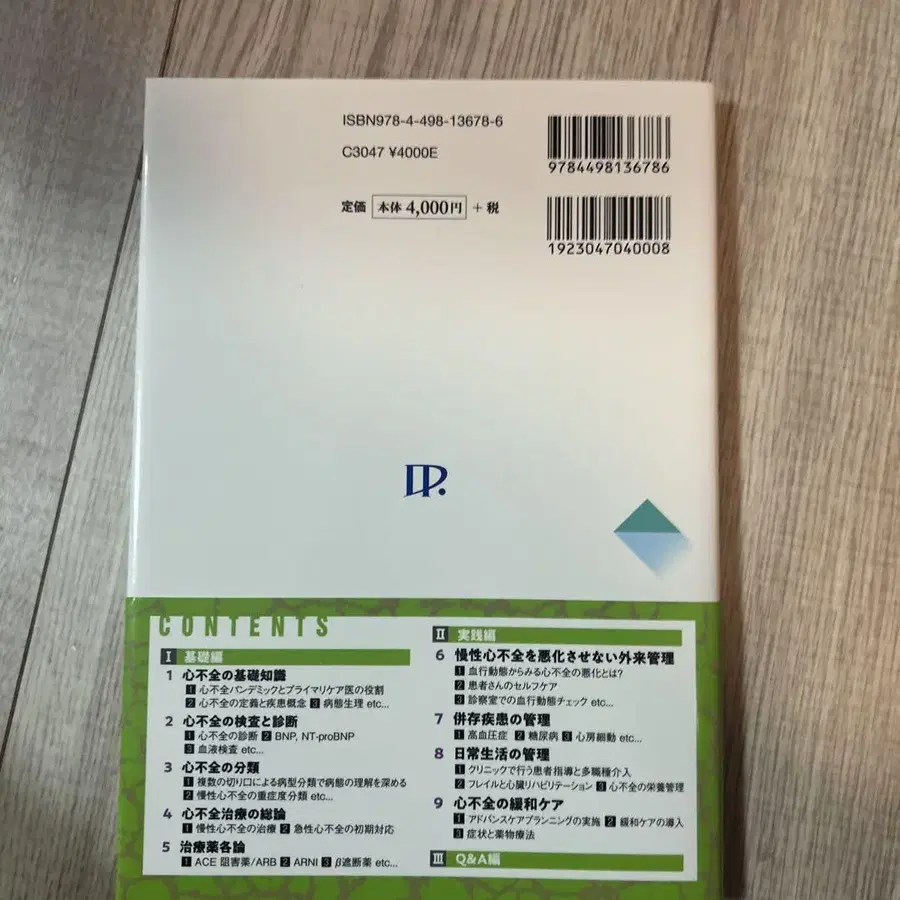 ISBN978-4-498-13678-6
C3047 ¥4000E
定価 本体 4,000円 + 税
9784498136786
1923047040008
CONTENTS
I 基礎編
1 心不全の基礎知識
1 心不全パンデミックとプライマリケア医の役割
2 心不全の定義と疾患概念 3 病態生理 etc...
2 心不全の検査と診断
1 心不全の診断 2 BNP, NT-proBNP
3 血液検査 etc...
3 心不全の分類
1 複数の切り口による病型分類で病態の理解を深める
2 慢性心不全の重症度分類 etc...
4 心不全治療の総論
1 慢性心不全の治療 2 急性心不全の初期対応
5 治療薬各論
1 ACE 阻害薬/ARB 2 ARNI 3 β遮断薬 etc...
II 実践編
6 慢性心不全を悪化させない外来管理
1 血行動態からみる心不全の悪化とは?
2 患者さんのセルフケア
3 診察室での血行動態チェック etc...
7 併存疾患の管理
1 高血圧症 2 糖尿病 3 心房細動 etc...
8 日常生活の管理
1 クリニックで行う患者指導と多職種介入
2 フレイルと心臓リハビリテーション 3 心不全の栄養管理
9 心不全の緩和ケア
1 アドバンスケアプランニングの実施 2 緩和ケアの導入
3 症状と薬物療法
III Q&A編